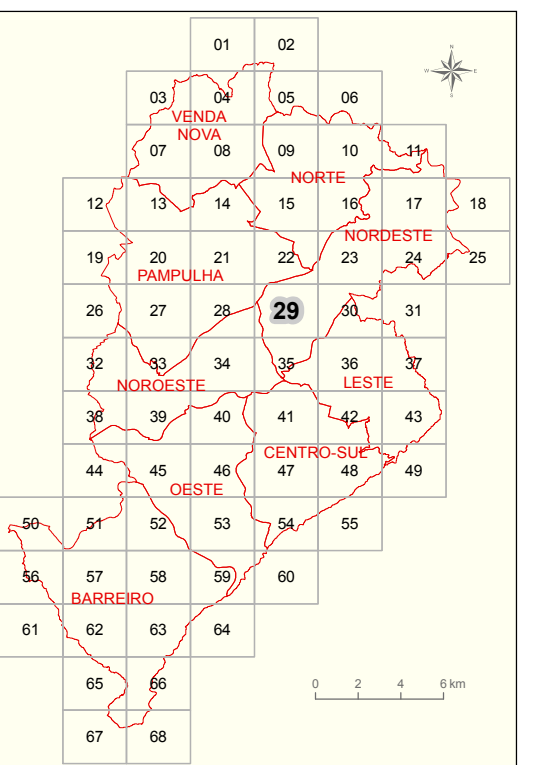 01 02
N
W E
S
03 04 05 06
VENDA
NOVA
07 08 09 10 11
NORTE
12 13 14 15 16 17 18
NORDESTE
19 20 21 22 23 24 25
PAMPULHA
26 27 28 29 30 31
32 33 34 35 36 37
NOROESTE LESTE
38 39 40 41 42 43
CENTRO-SUL
44 45 46 47 48 49
OESTE
50 51 52 53 54 55
56 57 58 59 60
BARREIRO
61 62 63 64
65 66
0 2 4 6 km
67 68